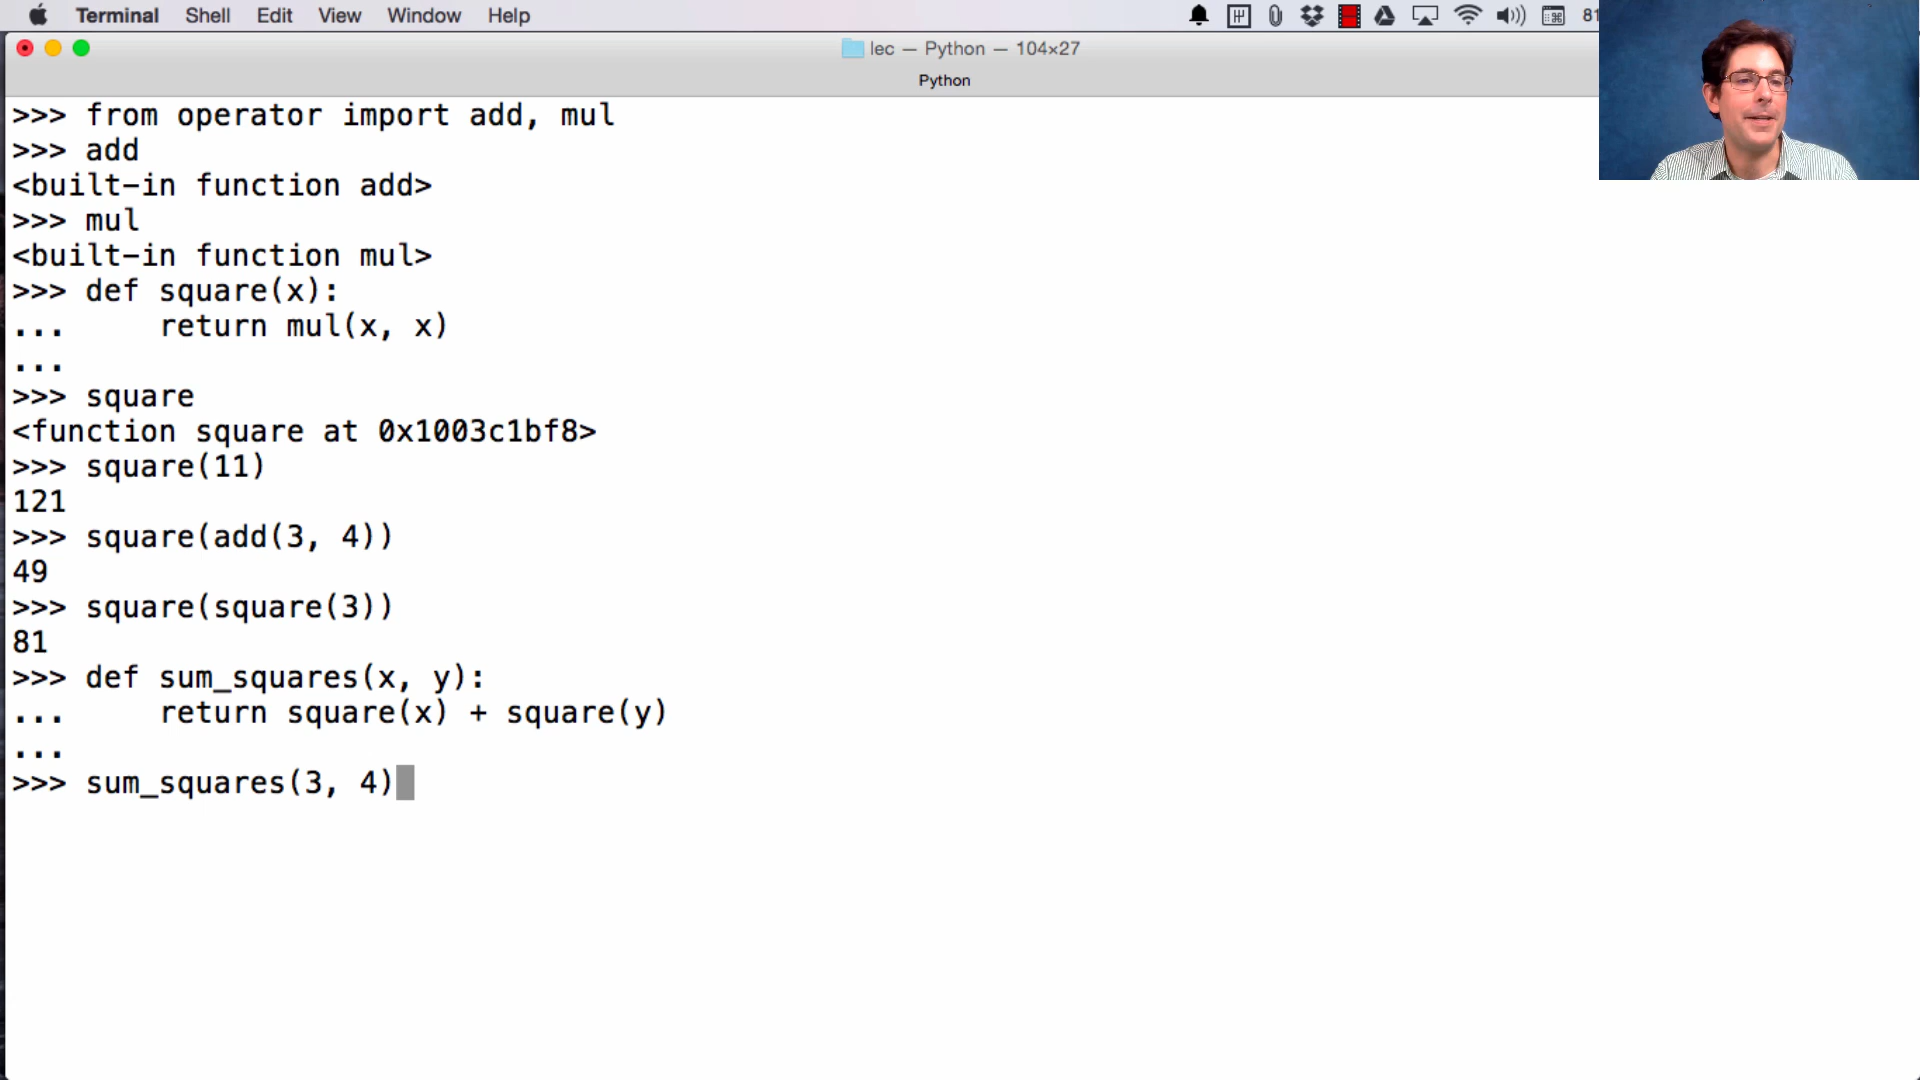 Terminal Shell Edit View Window Help 81
lec — Python — 104×27
Python
>>> from operator import add, mul
>>> add
<built-in function add>
>>> mul
<built-in function mul>
>>> def square(x):
...     return mul(x, x)
...
>>> square
<function square at 0x1003c1bf8>
>>> square(11)
121
>>> square(add(3, 4))
49
>>> square(square(3))
81
>>> def sum_squares(x, y):
...     return square(x) + square(y)
...
>>> sum_squares(3, 4)